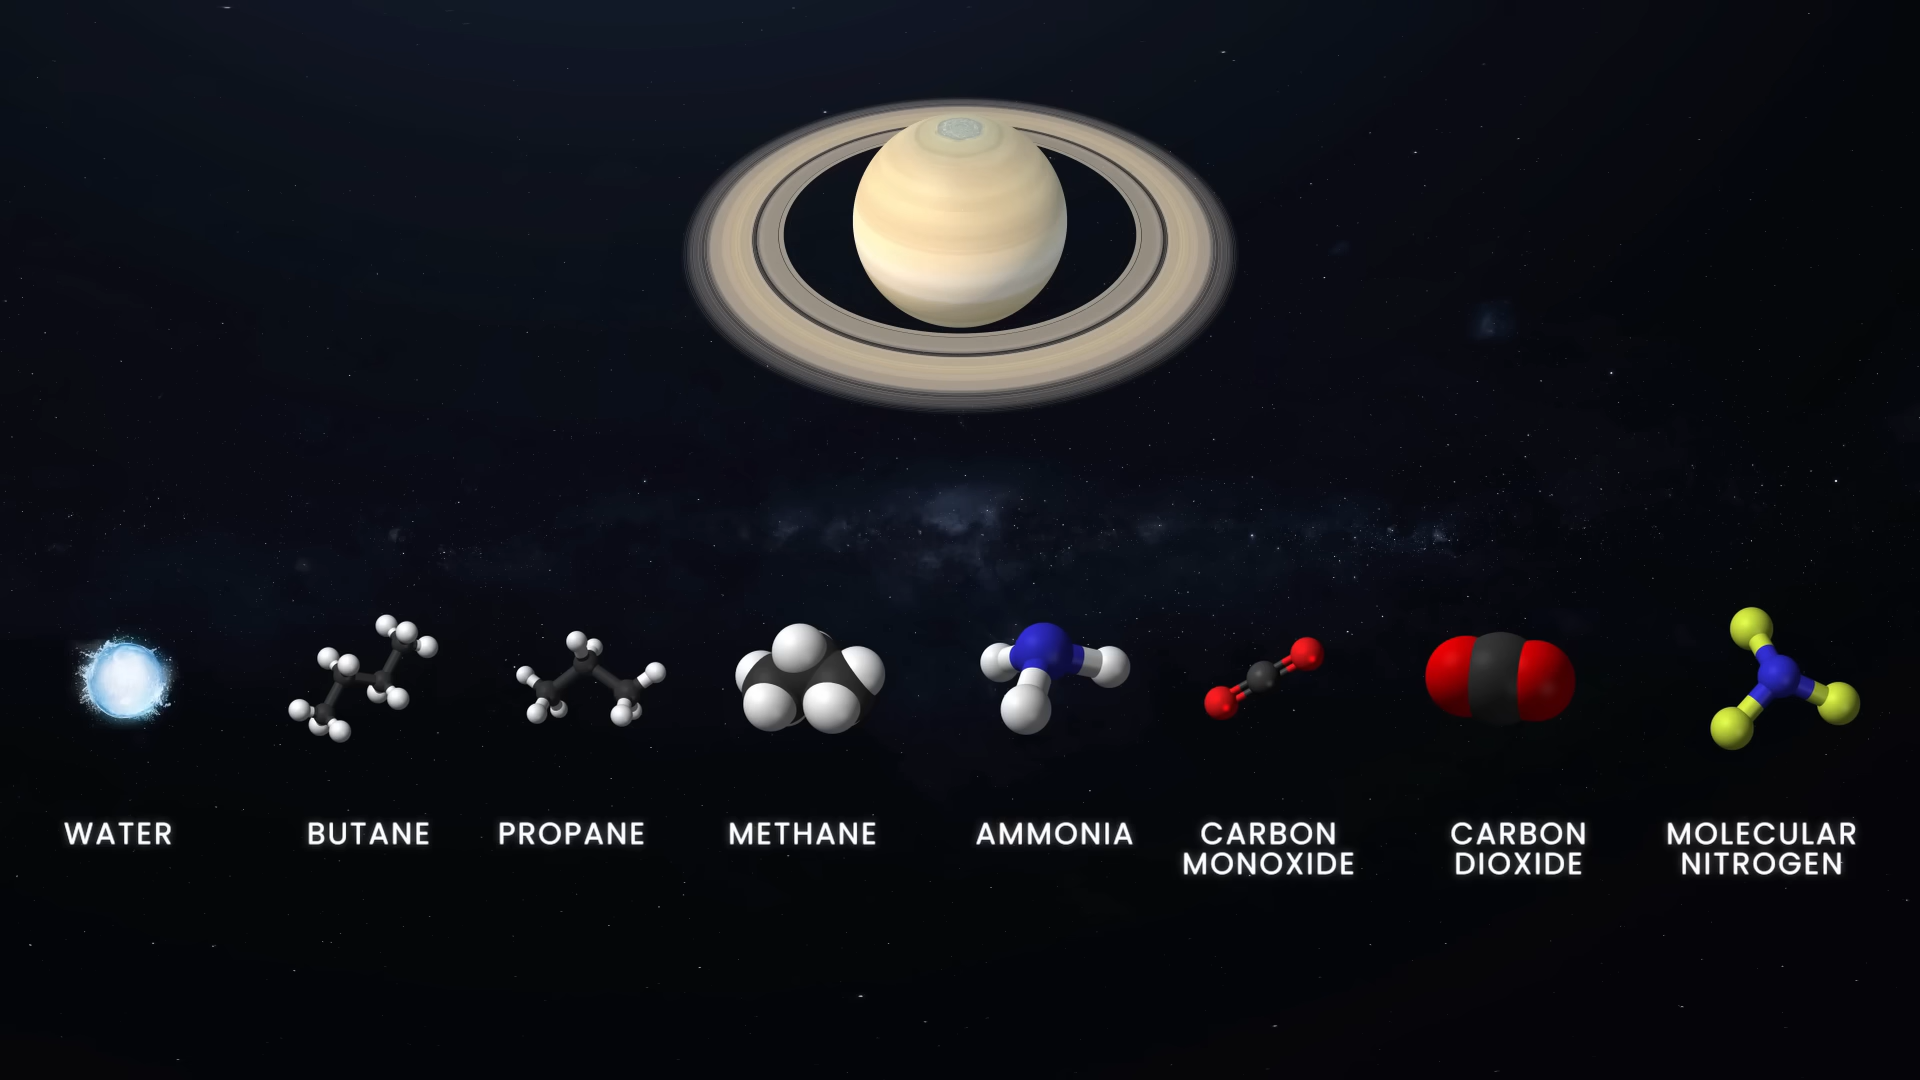 WATER
BUTANE
PROPANE
METHANE
AMMONIA
CARBON
MONOXIDE
CARBON
DIOXIDE
MOLECULAR
NITROGEN